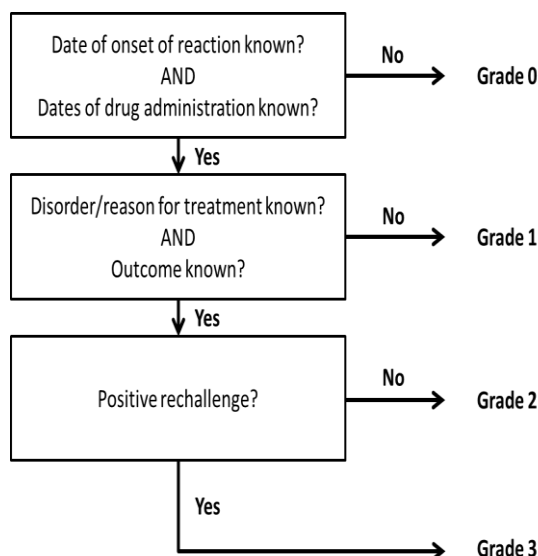 Date of onset of reaction known?
AND
Dates of drug administration known?
No
Grade 0
Yes
Disorder/reason for treatment known?
AND
Outcome known?
No
Grade 1
Yes
Positive rechallenge?
No
Grade 2
Yes
Grade 3